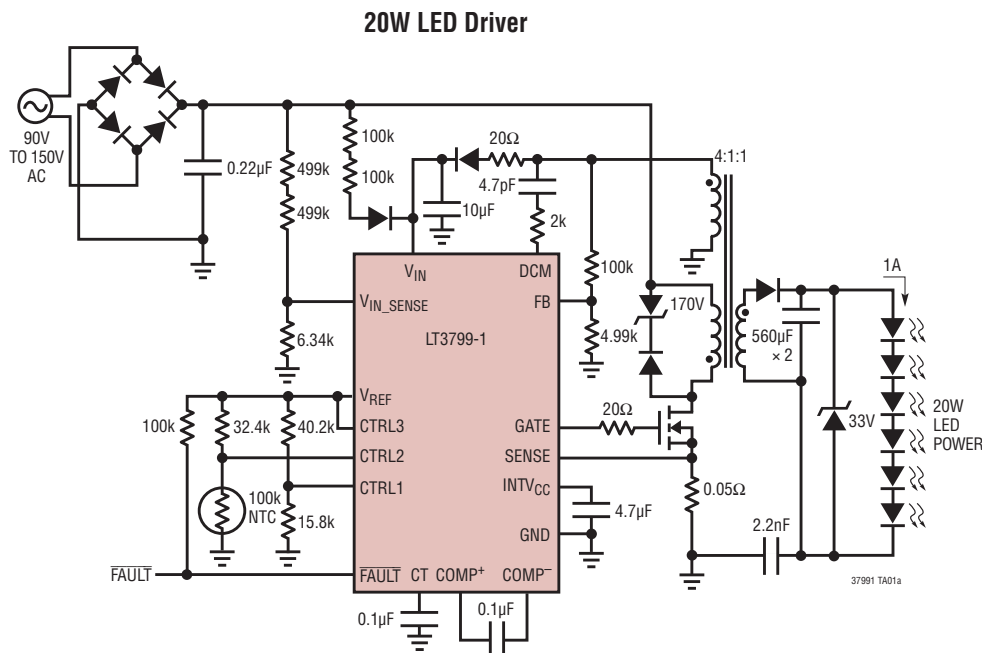 20W LED Driver
90V
TO 150V
AC
0.22µF
499k
499k
100k
100k
20Ω
4.7pF
10µF
2k
4:1:1
VIN
DCM
100k
VIN_SENSE
FB
LT3799-1
6.34k
4.99k
170V
1A
560µF
× 2
VREF
100k
32.4k
40.2k
CTRL3
GATE
20Ω
33V
20W
LED
POWER
CTRL2
SENSE
100k
NTC
CTRL1
INTVCC
0.05Ω
15.8k
4.7µF
GND
2.2nF
FAULT
FAULT
CT
COMP+
COMP–
0.1µF
0.1µF
37991 TA01a